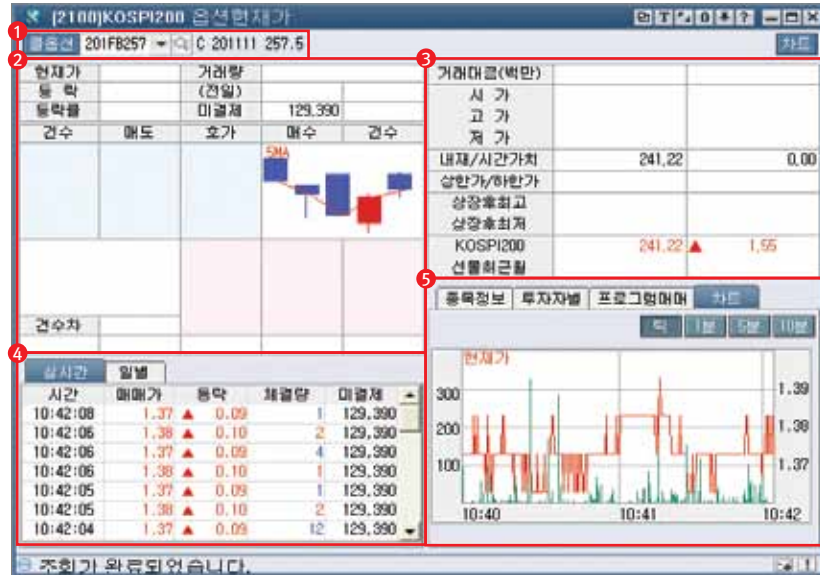 [2100]KOSPI200 옵션현재가
1
콜옵션 201FB257 C 201111 257.5 차트
2
현재가 거래량
등 락 (전일)
등락률 미결제 129,390
건수 매도 호가 매수 건수
5MA
건수차
3
거래대금(백만)
시 가
고 가
저 가
내재/시간가치 241.22 0.00
상한가/하한가
상장후최고
상장후최저
KOSPI200 241.22 ▲ 1.55
선물최근월
4
실시간 일별
시간 매매가 등락 체결량 미결제
10:42:08 1.37 ▲ 0.09 1 129,390
10:42:06 1.38 ▲ 0.10 2 129,390
10:42:06 1.37 ▲ 0.09 4 129,390
10:42:06 1.38 ▲ 0.10 1 129,390
10:42:05 1.37 ▲ 0.09 1 129,390
10:42:05 1.38 ▲ 0.10 2 129,390
10:42:04 1.37 ▲ 0.09 12 129,390
5
종목정보 투자자별 프로그램매매 차트
틱 1분 5분 10분
현재가
300 1.39
200 1.38
100 1.37
10:40 10:41 10:42
조회가 완료되었습니다.